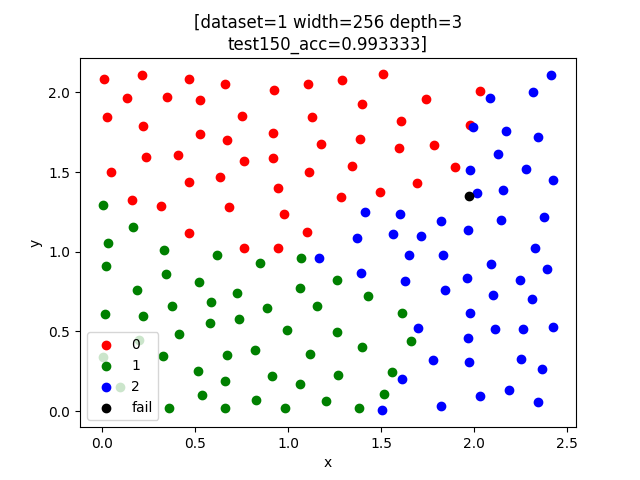 [dataset=1 width=256 depth=3
test150_acc=0.993333]
2.0
1.5
y
1.0
0.5
0.0
0
1
2
fail
0.0 0.5 1.0 1.5 2.0 2.5
x